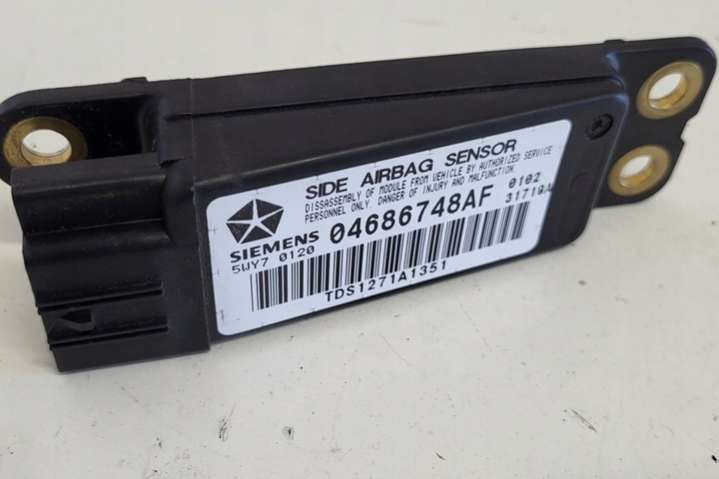 SIDE AIRBAG SENSOR
DISSASSEMBLY OF MODULE FROM VEHICLE BY AUTHORIZED SERVICE
PERSONNEL ONLY. DANGER OF INJURY AND MALFUNCTION.
SIEMENS 04686748AF 0102
5WY7 0120 31719A
TDS1271A1351